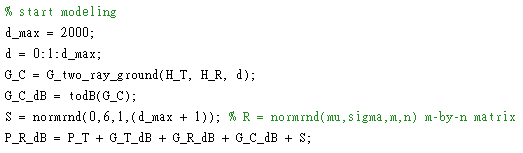 % start modeling
d_max = 2000;
d = 0:1:d_max;
G_C = G_two_ray_ground(H_T, H_R, d);
G_C_dB = todB(G_C);
S = normrnd(0,6,1,(d_max + 1)); % R = normrnd(mu,sigma,m,n) m-by-n matrix
P_R_dB = P_T + G_T_dB + G_R_dB + G_C_dB + S;